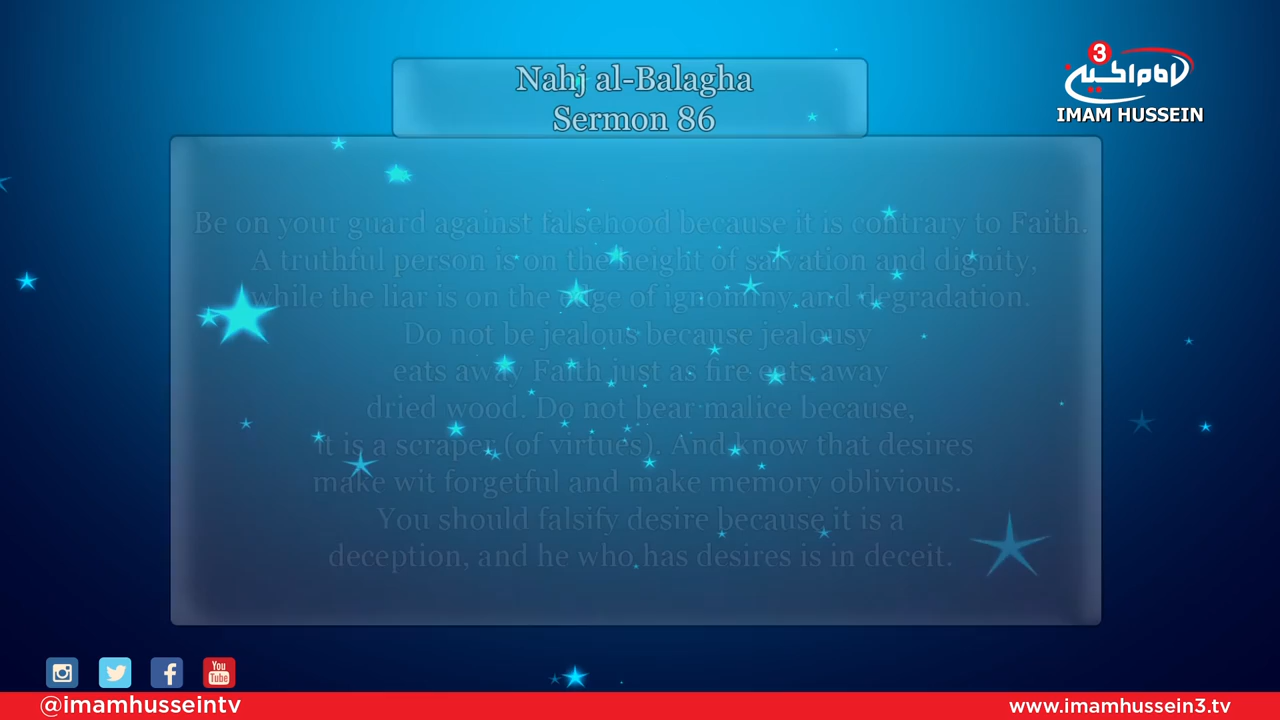 3
الإمام الحسين
IMAM HUSSEIN
Nahj al-Balagha
Sermon 86
Be on your guard against falsehood because it is contrary to Faith.
A truthful person is on the height of salvation and dignity,
while the liar is on the edge of ignominy and degradation.
Do not be jealous because jealousy
eats away Faith just as fire eats away
dried wood. Do not bear malice because,
it is a scraper (of virtues). And know that desires
make wit forgetful and make memory oblivious.
You should falsify desire because it is a
deception, and he who has desires is in deceit.
You Tube
@imamhusseintv
www.imamhussein3.tv